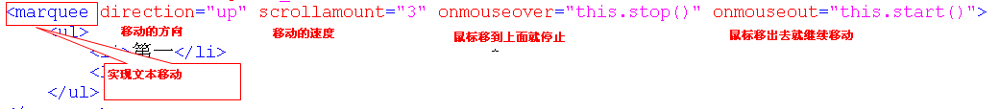 <marquee direction="up" scrollamount="3" onmouseover="this.stop()" onmouseout="this.start()">
移动的方向 移动的速度 鼠标移到上面就停止 鼠标移出去就继续移动
<ul>
第一</li>
实现文本移动
</ul>